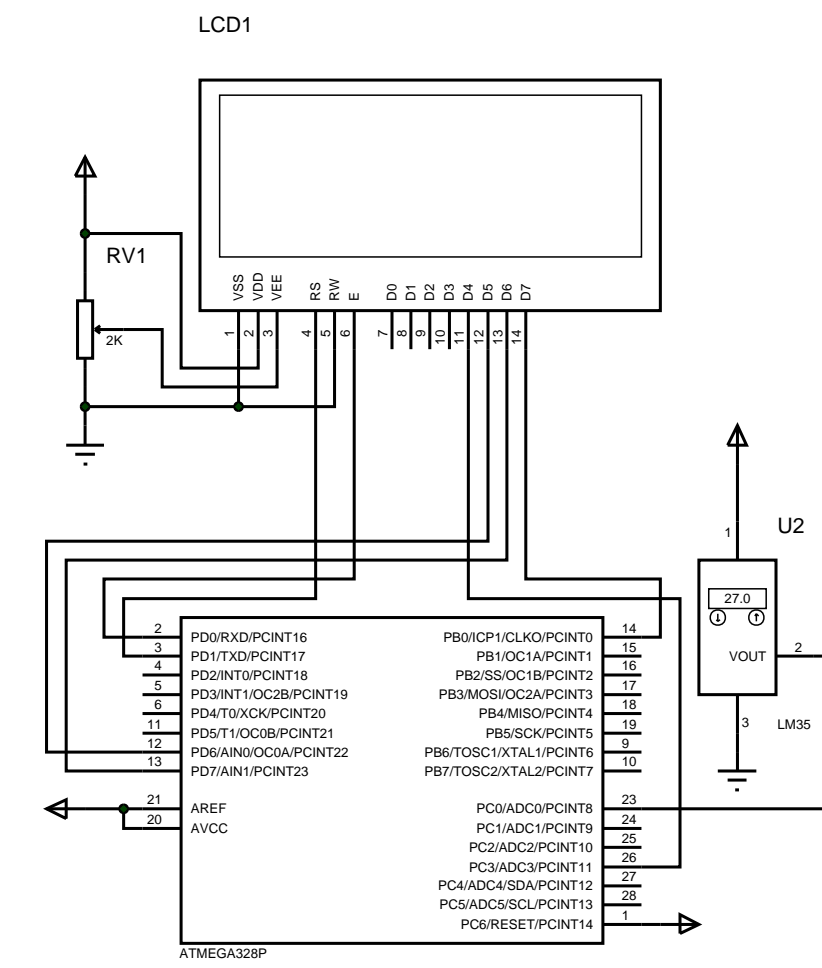 LCD1
RV1
2K
VSS VDD VEE RS RW E D0 D1 D2 D3 D4 D5 D6 D7
1 2 3 4 5 6 7 8 9 10 11 12 13 14
U2
1
27.0
VOUT 2
3 LM35
2 PD0/RXD/PCINT16 PB0/ICP1/CLKO/PCINT0 14
3 PD1/TXD/PCINT17 PB1/OC1A/PCINT1 15
4 PD2/INT0/PCINT18 PB2/SS/OC1B/PCINT2 16
5 PD3/INT1/OC2B/PCINT19 PB3/MOSI/OC2A/PCINT3 17
6 PD4/T0/XCK/PCINT20 PB4/MISO/PCINT4 18
11 PD5/T1/OC0B/PCINT21 PB5/SCK/PCINT5 19
12 PD6/AIN0/OC0A/PCINT22 PB6/TOSC1/XTAL1/PCINT6 9
13 PD7/AIN1/PCINT23 PB7/TOSC2/XTAL2/PCINT7 10
21 AREF PC0/ADC0/PCINT8 23
20 AVCC PC1/ADC1/PCINT9 24
PC2/ADC2/PCINT10 25
PC3/ADC3/PCINT11 26
PC4/ADC4/SDA/PCINT12 27
PC5/ADC5/SCL/PCINT13 28
PC6/RESET/PCINT14 1
ATMEGA328P